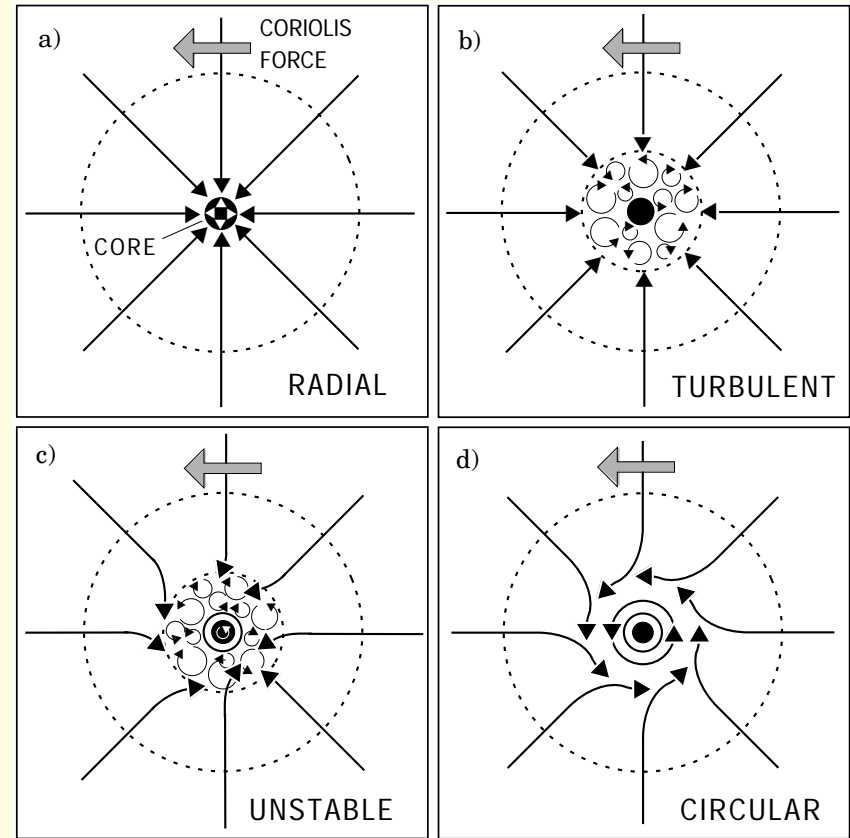 a)
CORIOLIS
FORCE
CORE
RADIAL
b)
TURBULENT
c)
UNSTABLE
d)
CIRCULAR